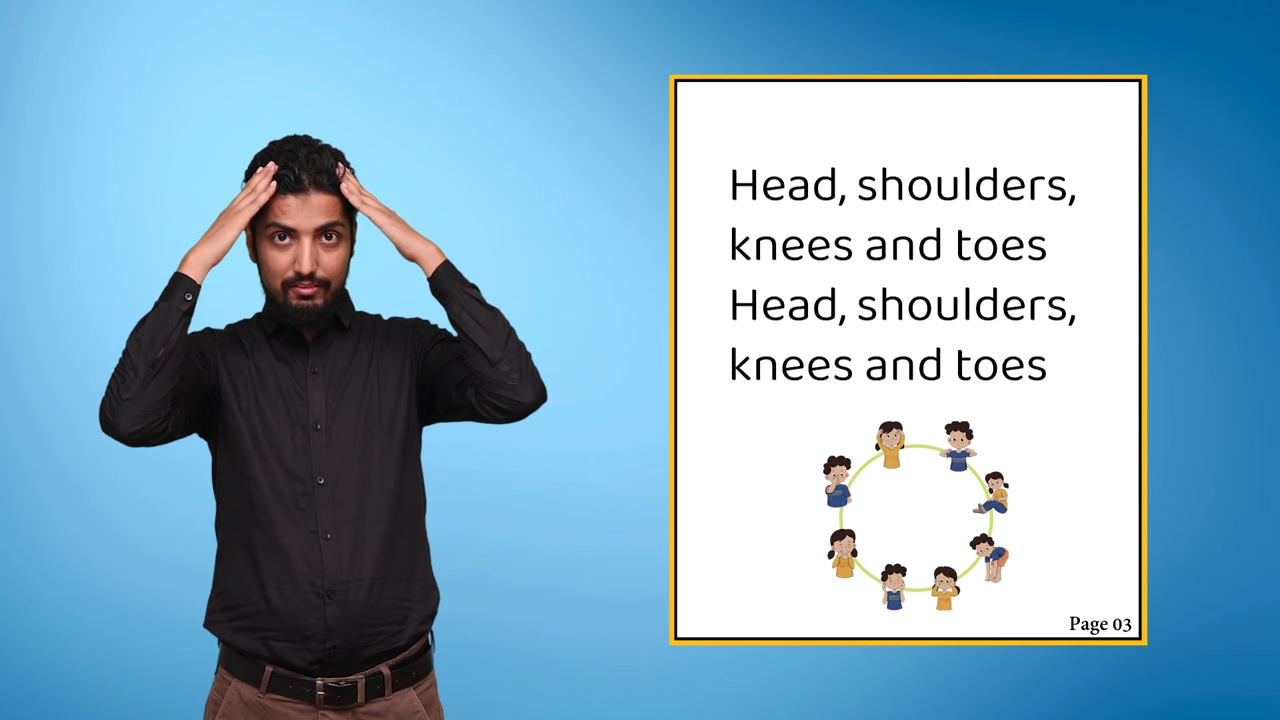 Head, shoulders,
knees and toes
Head, shoulders,
knees and toes
Page 03